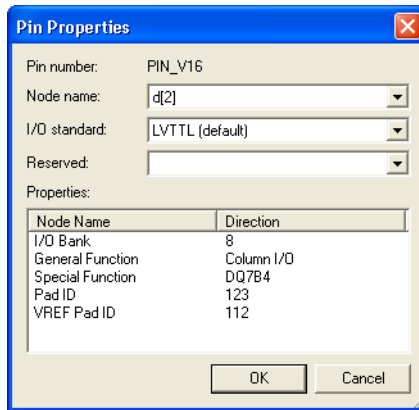 Pin Properties
Pin number: PIN_V16
Node name: d[2]
I/O standard: LVTTL (default)
Reserved:
Properties:
Node Name Direction
I/O Bank 8
General Function Column I/O
Special Function DQ7B4
Pad ID 123
VREF Pad ID 112
OK Cancel